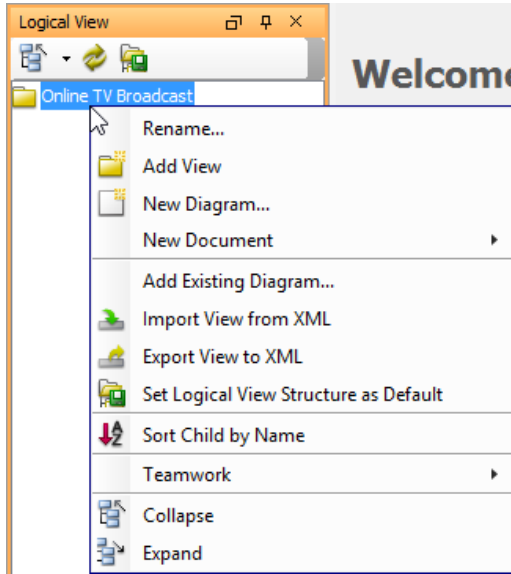 Logical View
Welcome
Online TV Broadcast
Rename...
Add View
New Diagram...
New Document
Add Existing Diagram...
Import View from XML
Export View to XML
Set Logical View Structure as Default
Sort Child by Name
Teamwork
Collapse
Expand